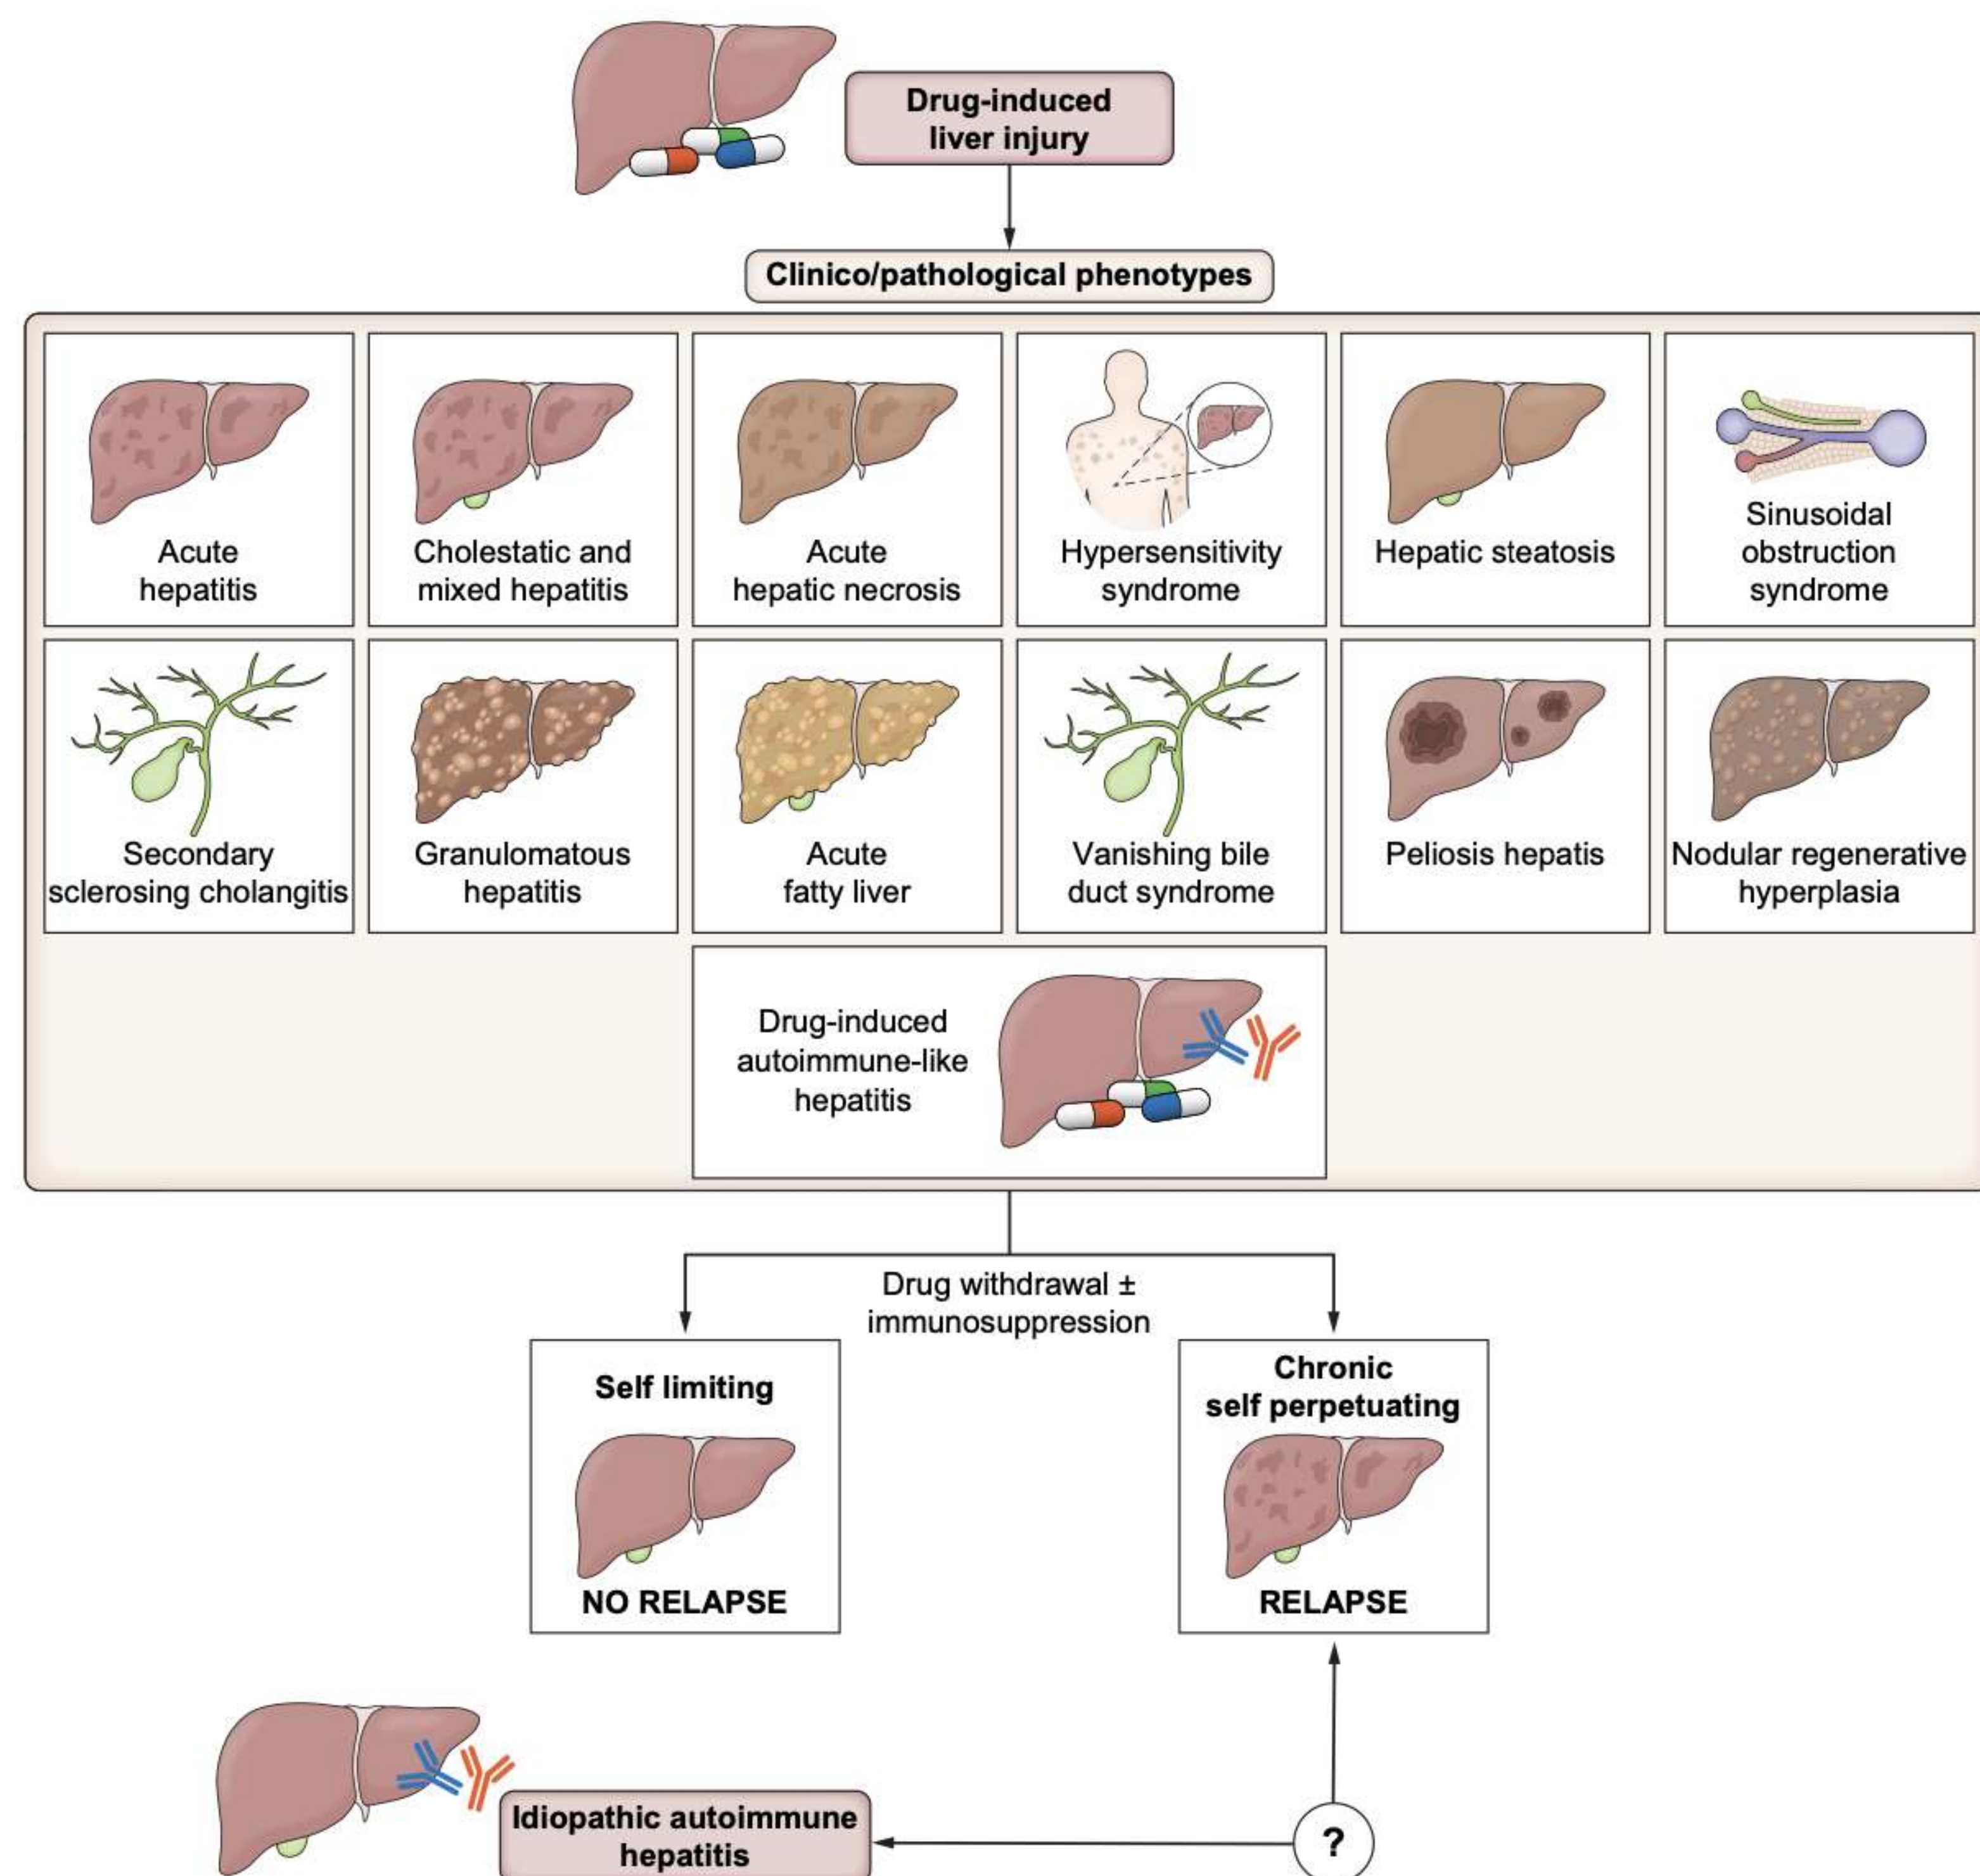 Drug-induced
liver injury
Clinico/pathological phenotypes
Acute
hepatitis
Cholestatic and
mixed hepatitis
Acute
hepatic necrosis
Hypersensitivity
syndrome
Hepatic steatosis
Sinusoidal
obstruction
syndrome
Secondary
sclerosing cholangitis
Granulomatous
hepatitis
Acute
fatty liver
Vanishing bile
duct syndrome
Peliosis hepatis
Nodular regenerative
hyperplasia
Drug-induced
autoimmune-like
hepatitis
Drug withdrawal ±
immunosuppression
Self limiting
NO RELAPSE
Chronic
self perpetuating
RELAPSE
Idiopathic autoimmune
hepatitis
?